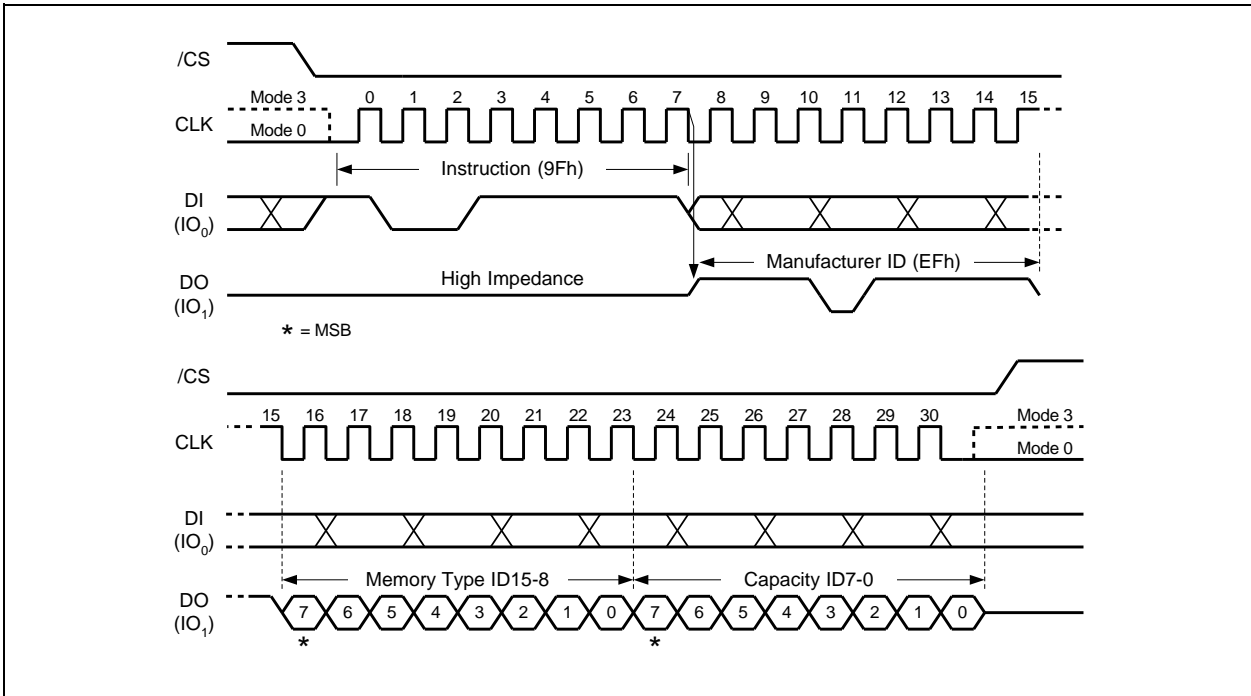 /CS
Mode 3 0 1 2 3 4 5 6 7 8 9 10 11 12 13 14 15
CLK
Mode 0
Instruction (9Fh)
DI
(IO₀)
Manufacturer ID (EFh)
High Impedance
DO
(IO₁)
* = MSB
/CS
15 16 17 18 19 20 21 22 23 24 25 26 27 28 29 30 Mode 3
CLK
Mode 0
DI
(IO₀)
Memory Type ID15-8 Capacity ID7-0
DO 7 6 5 4 3 2 1 0 7 6 5 4 3 2 1 0
(IO₁)
* *